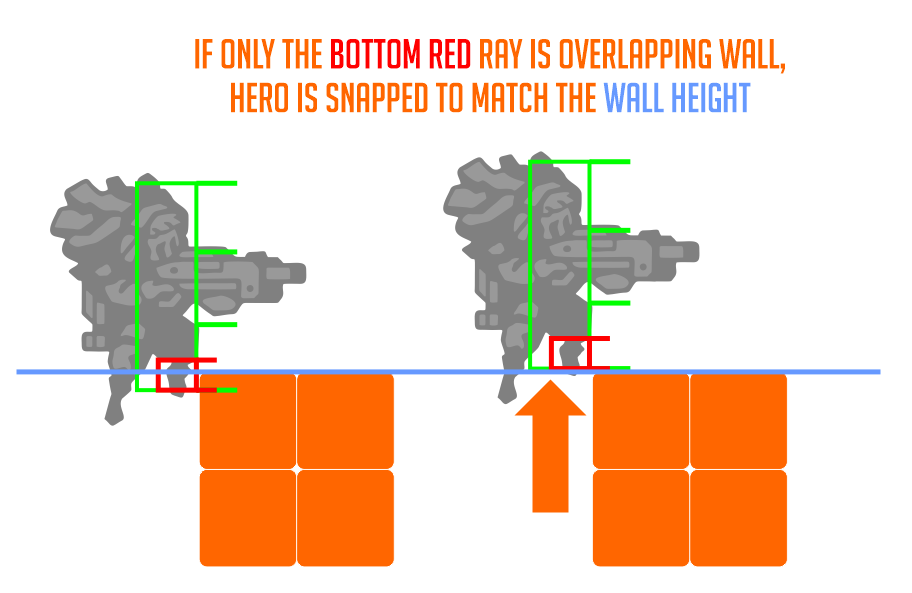 IF ONLY THE BOTTOM RED RAY IS OVERLAPPING WALL,
HERO IS SNAPPED TO MATCH THE WALL HEIGHT